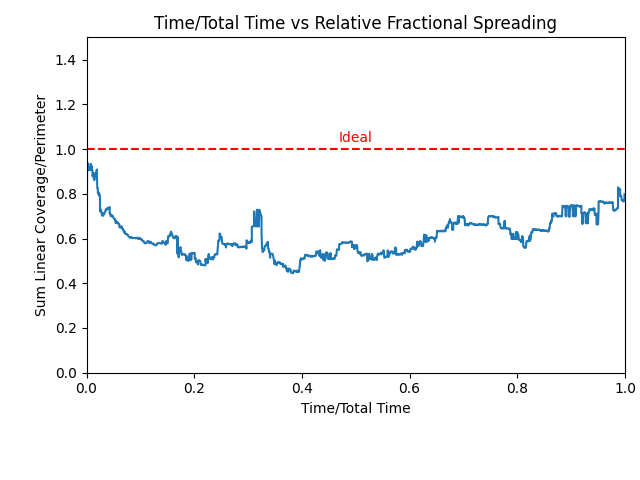 Time/Total Time vs Relative Fractional Spreading
Sum Linear Coverage/Perimeter
1.4
1.2
1.0
0.8
0.6
0.4
0.2
0.0
Ideal
0.0 0.2 0.4 0.6 0.8 1.0
Time/Total Time